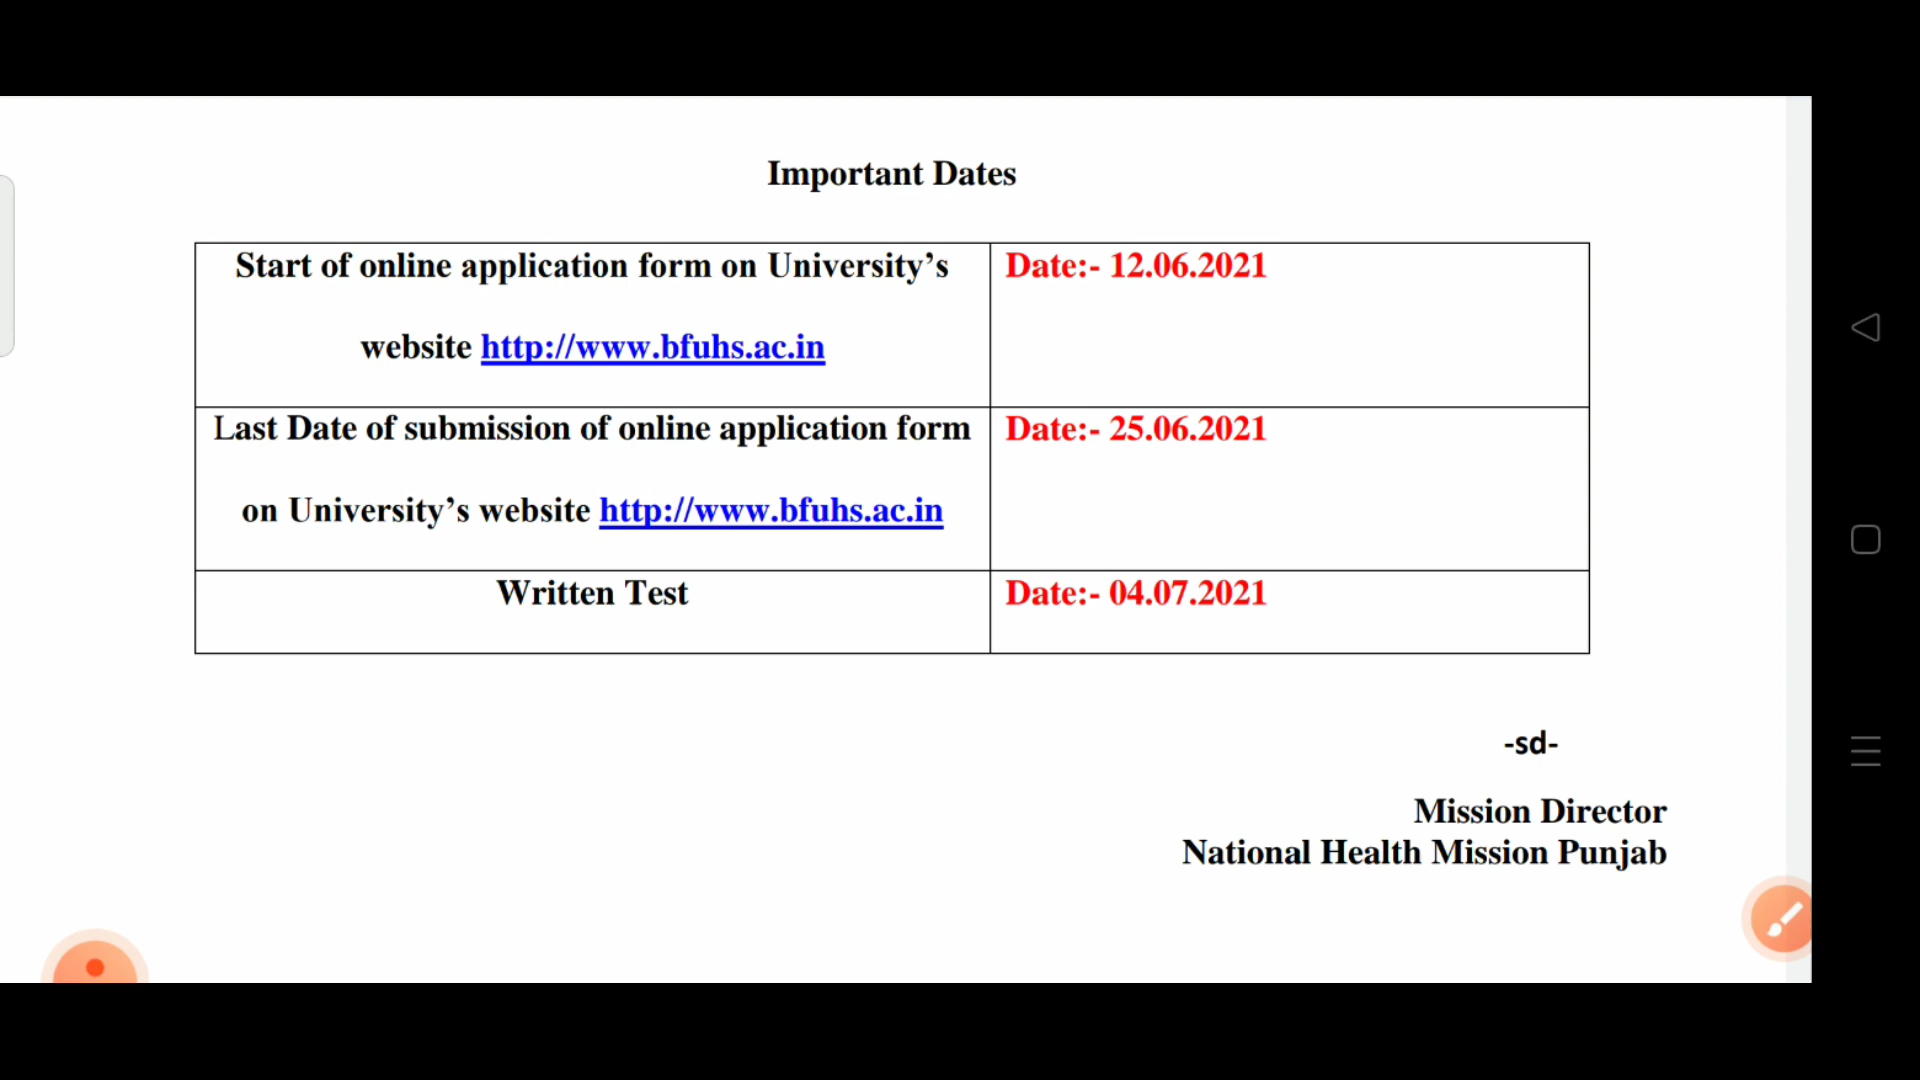 Important Dates
Start of online application form on University’s Date:- 12.06.2021
website http://www.bfuhs.ac.in
Last Date of submission of online application form Date:- 25.06.2021
on University’s website http://www.bfuhs.ac.in
Written Test Date:- 04.07.2021
-sd-
Mission Director
National Health Mission Punjab